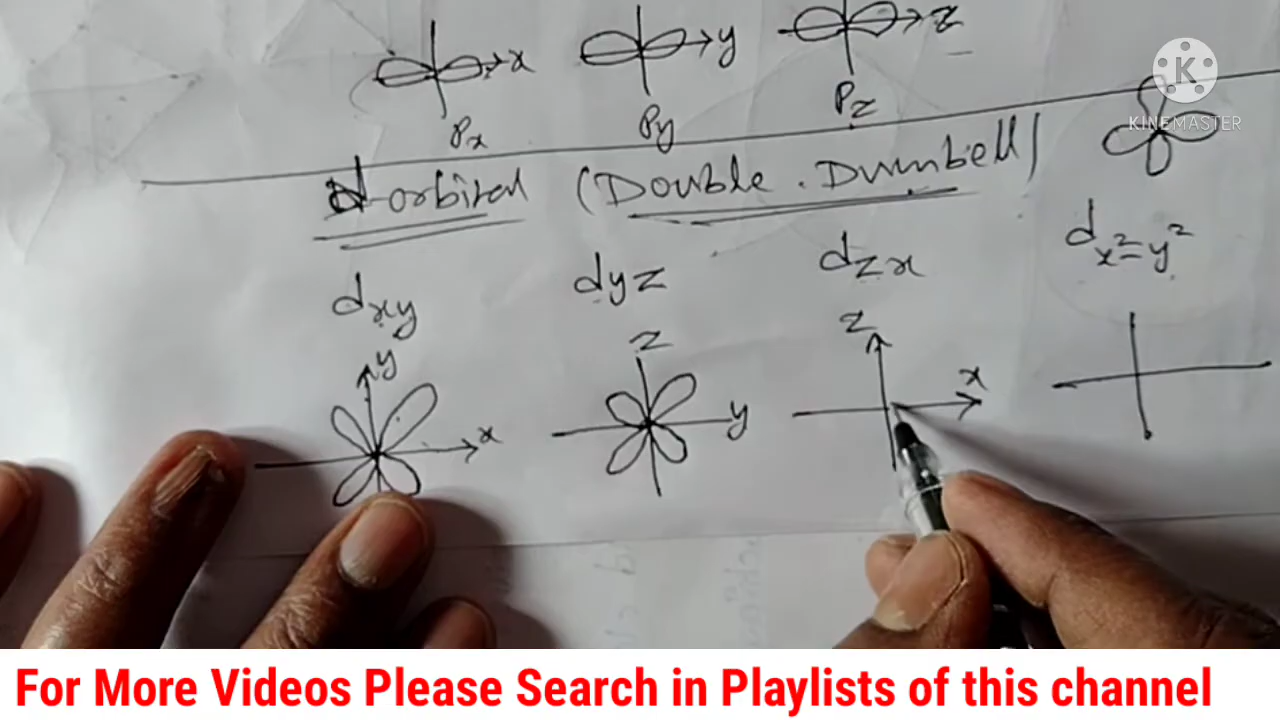 x y z
Px Py Pz
d orbital (Double . Dumbell)
dxy dyz dzx dx²=y²
y z z
x y x
K
KINEMASTER
For More Videos Please Search in Playlists of this channel